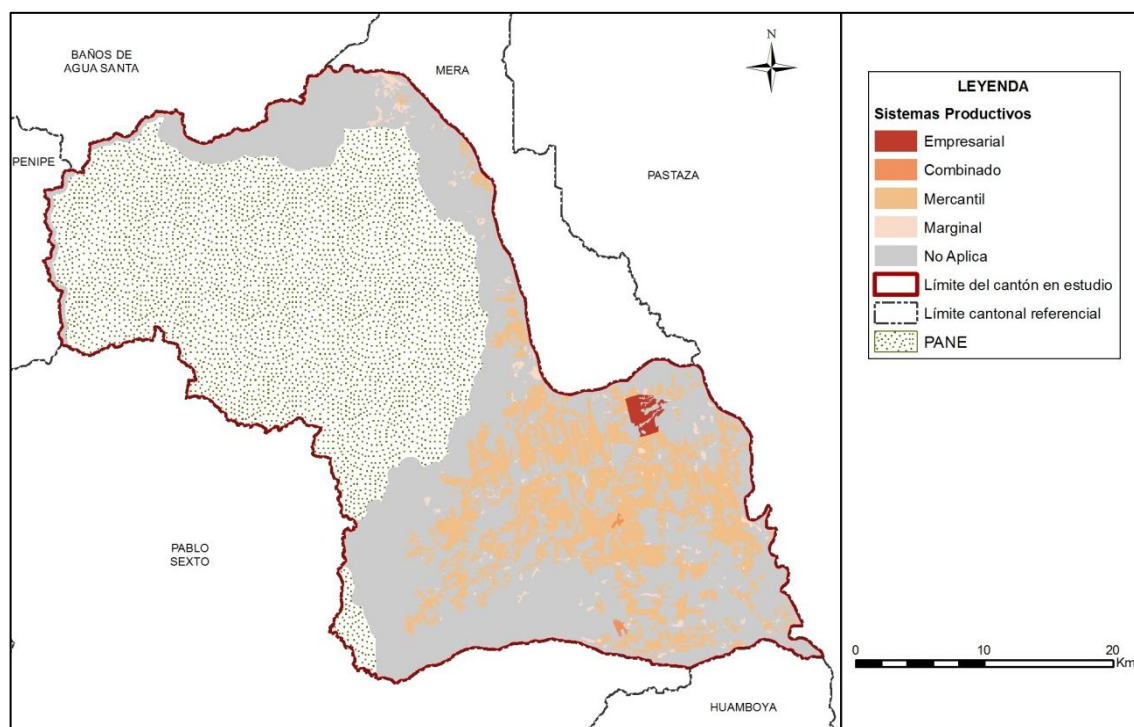 BAÑOS DE
AGUA SANTA
MERA
N
PENIPE
PASTAZA
PABLO
SEXTO
HUAMBOYA
LEYENDA
Sistemas Productivos
Empresarial
Combinado
Mercantil
Marginal
No Aplica
Límite del cantón en estudio
Límite cantonal referencial
PANE
0 10 20
Km